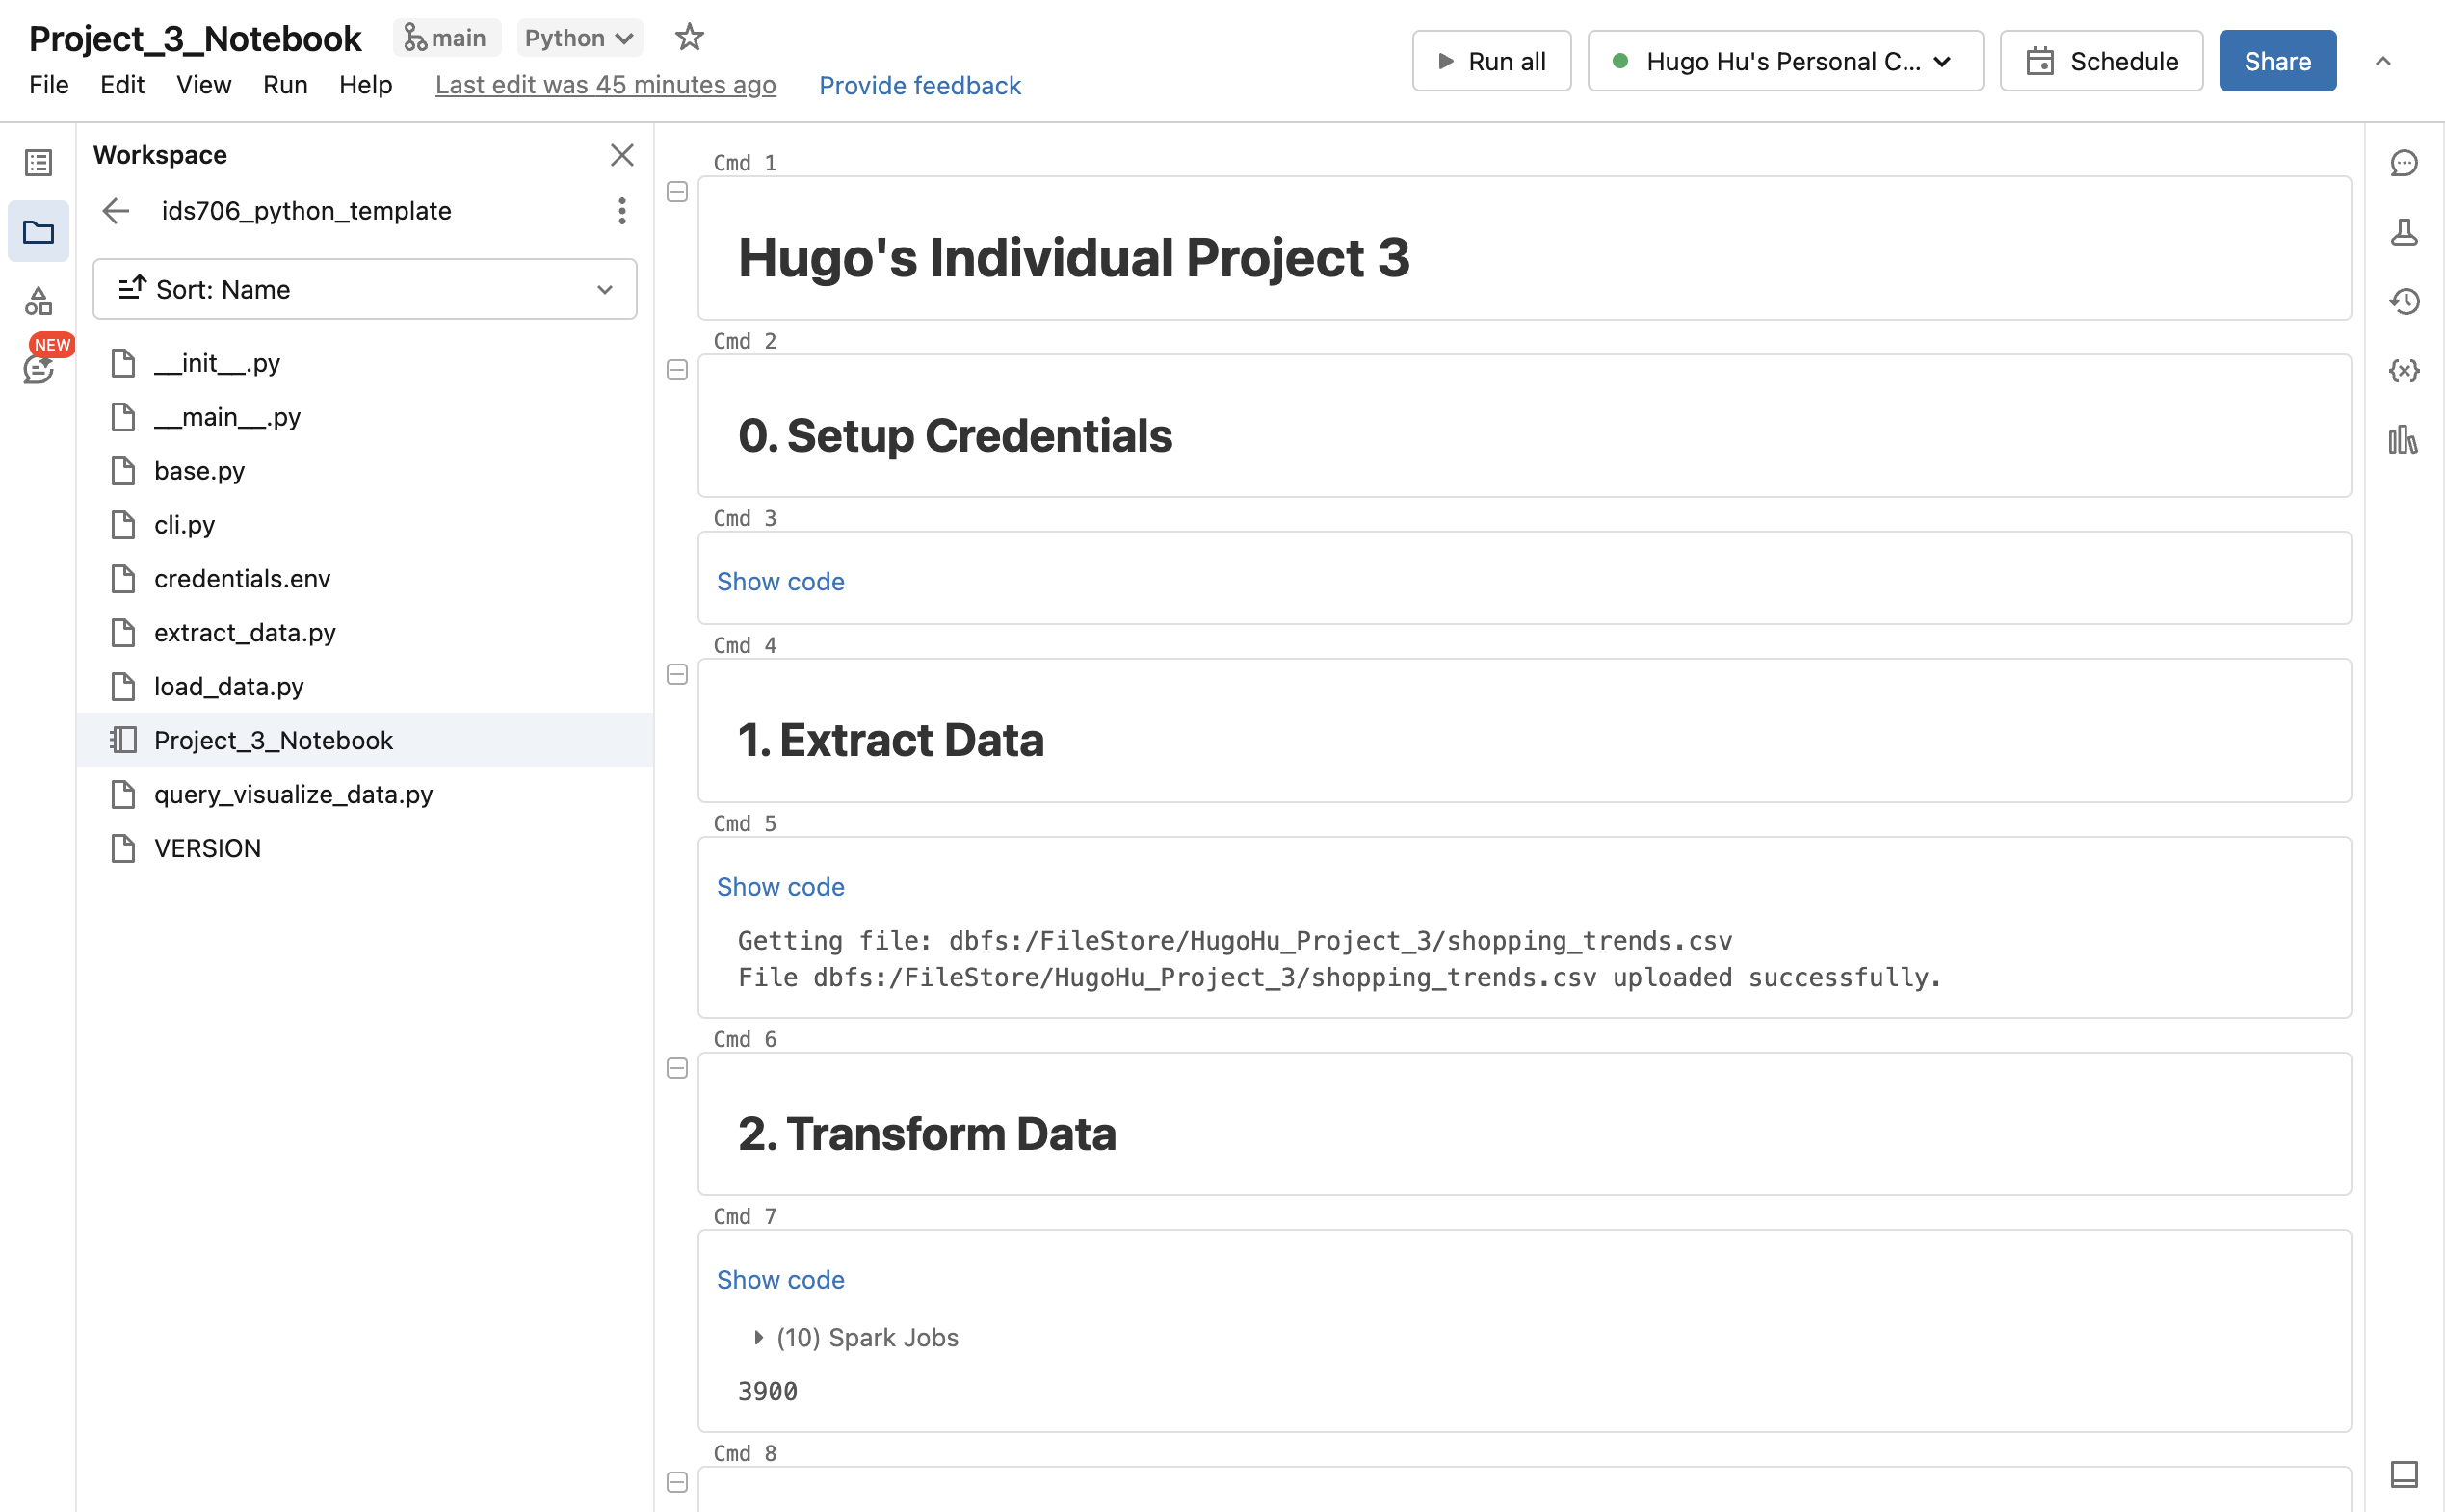 Project_3_Notebook main Python
File Edit View Run Help Last edit was 45 minutes ago Provide feedback
Run all Hugo Hu's Personal C... Schedule Share
Workspace
ids706_python_template
Sort: Name
NEW
__init__.py
__main__.py
base.py
cli.py
credentials.env
extract_data.py
load_data.py
Project_3_Notebook
query_visualize_data.py
VERSION
Cmd 1
Hugo's Individual Project 3
Cmd 2
0. Setup Credentials
Cmd 3
Show code
Cmd 4
1. Extract Data
Cmd 5
Show code
Getting file: dbfs:/FileStore/HugoHu_Project_3/shopping_trends.csv
File dbfs:/FileStore/HugoHu_Project_3/shopping_trends.csv uploaded successfully.
Cmd 6
2. Transform Data
Cmd 7
Show code
(10) Spark Jobs
3900
Cmd 8